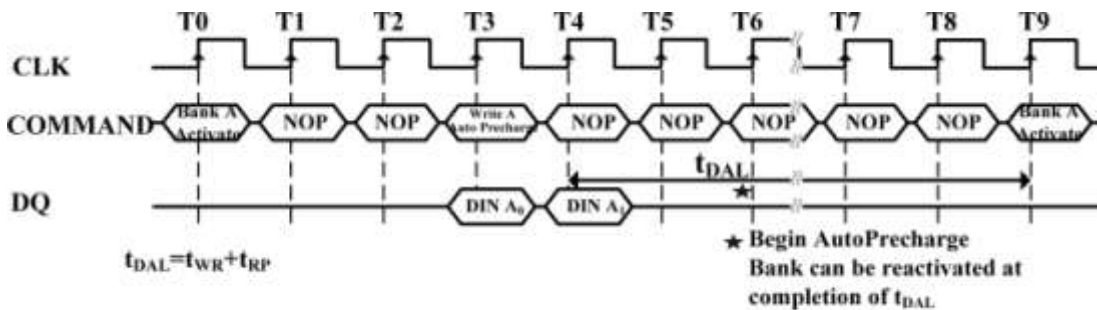 T0 T1 T2 T3 T4 T5 T6 T7 T8 T9
CLK
COMMAND Bank A Activate NOP NOP Write A Auto Precharge NOP NOP NOP NOP NOP Bank A Activate
tDAL
DQ DIN A0 DIN A1
★ Begin AutoPrecharge
tDAL=tWR+tRP
Bank can be reactivated at
completion of tDAL